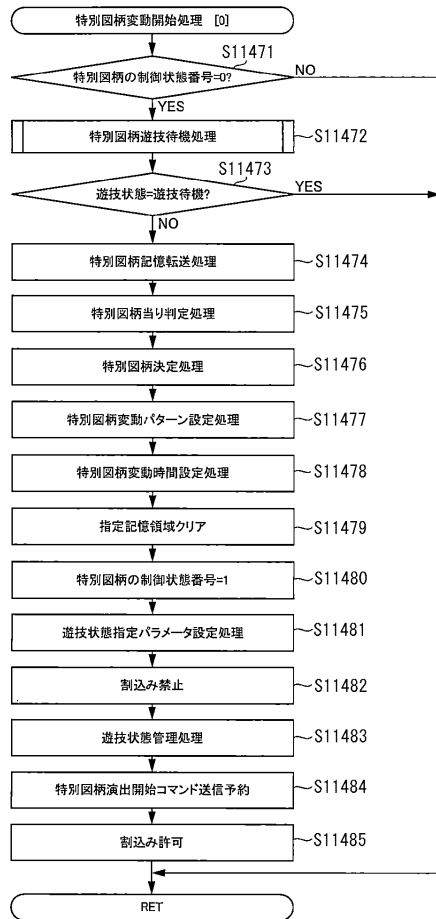 特別図柄変動開始処理 [0]
S11471
特別図柄の制御状態番号=0?
NO
YES
特別図柄遊技待機処理
S11472
S11473
遊技状態=遊技待機?
YES
NO
特別図柄記憶転送処理
S11474
特別図柄当り判定処理
S11475
特別図柄決定処理
S11476
特別図柄変動パターン設定処理
S11477
特別図柄変動時間設定処理
S11478
指定記憶領域クリア
S11479
特別図柄の制御状態番号=1
S11480
遊技状態指定パラメータ設定処理
S11481
割込み禁止
S11482
遊技状態管理処理
S11483
特別図柄演出開始コマンド送信予約
S11484
割込み許可
S11485
RET